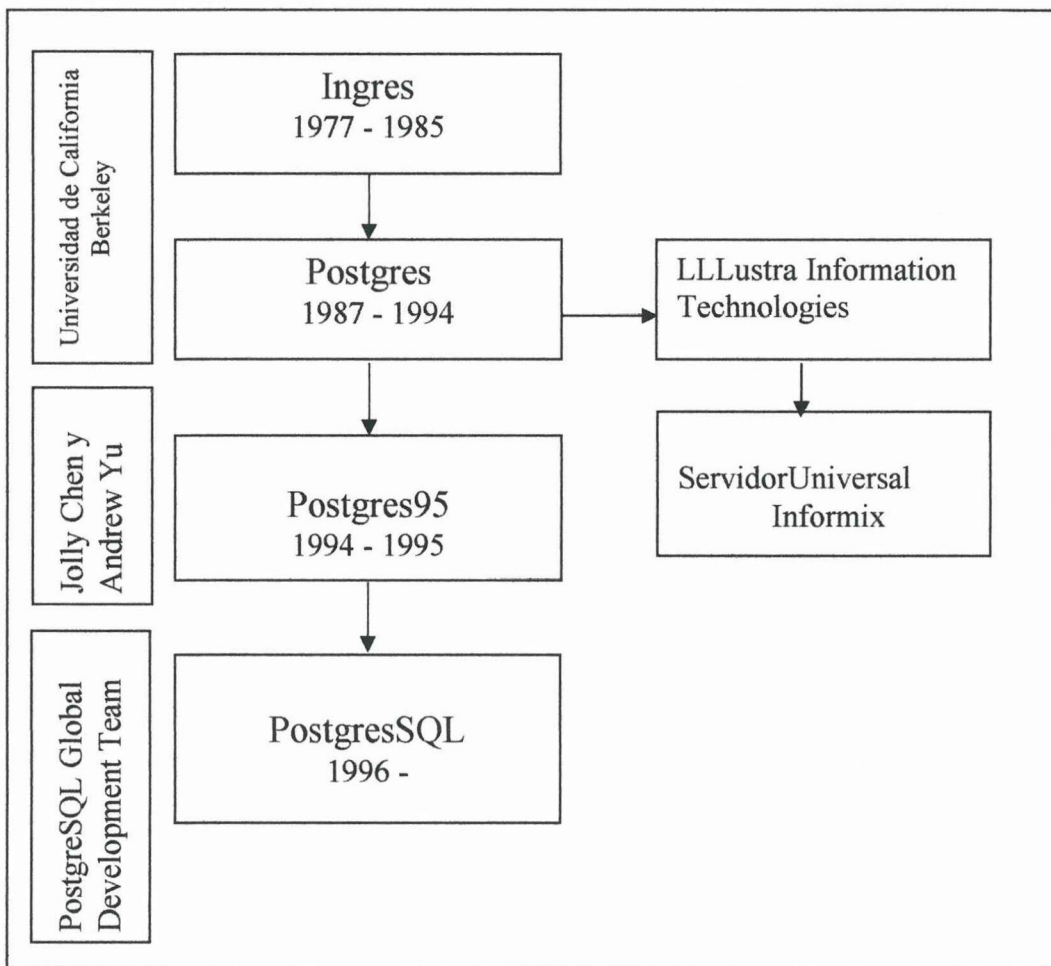 Universidad de California
Berkeley
Ingres
1977 - 1985
Postgres
1987 - 1994
LLLustra Information
Technologies
Jolly Chen y
Andrew Yu
Postgres95
1994 - 1995
ServidorUniversal
Informix
PostgreSQL Global
Development Team
PostgresSQL
1996 -